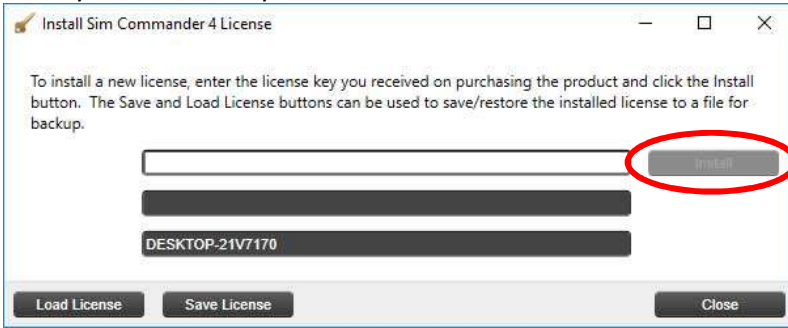 Install Sim Commander 4 License
To install a new license, enter the license key you received on purchasing the product and click the Install
button. The Save and Load License buttons can be used to save/restore the installed license to a file for
backup.
Install
DESKTOP-21V7170
Load License Save License Close